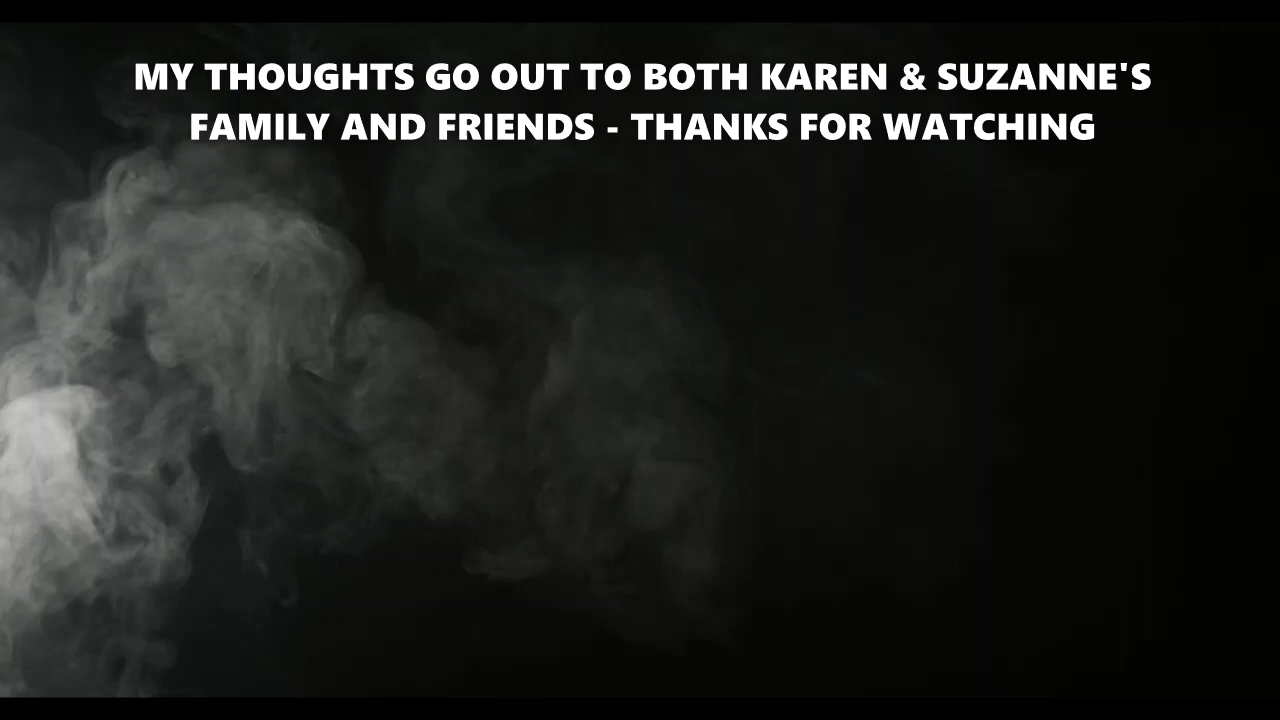 MY THOUGHTS GO OUT TO BOTH KAREN & SUZANNE'S
FAMILY AND FRIENDS - THANKS FOR WATCHING